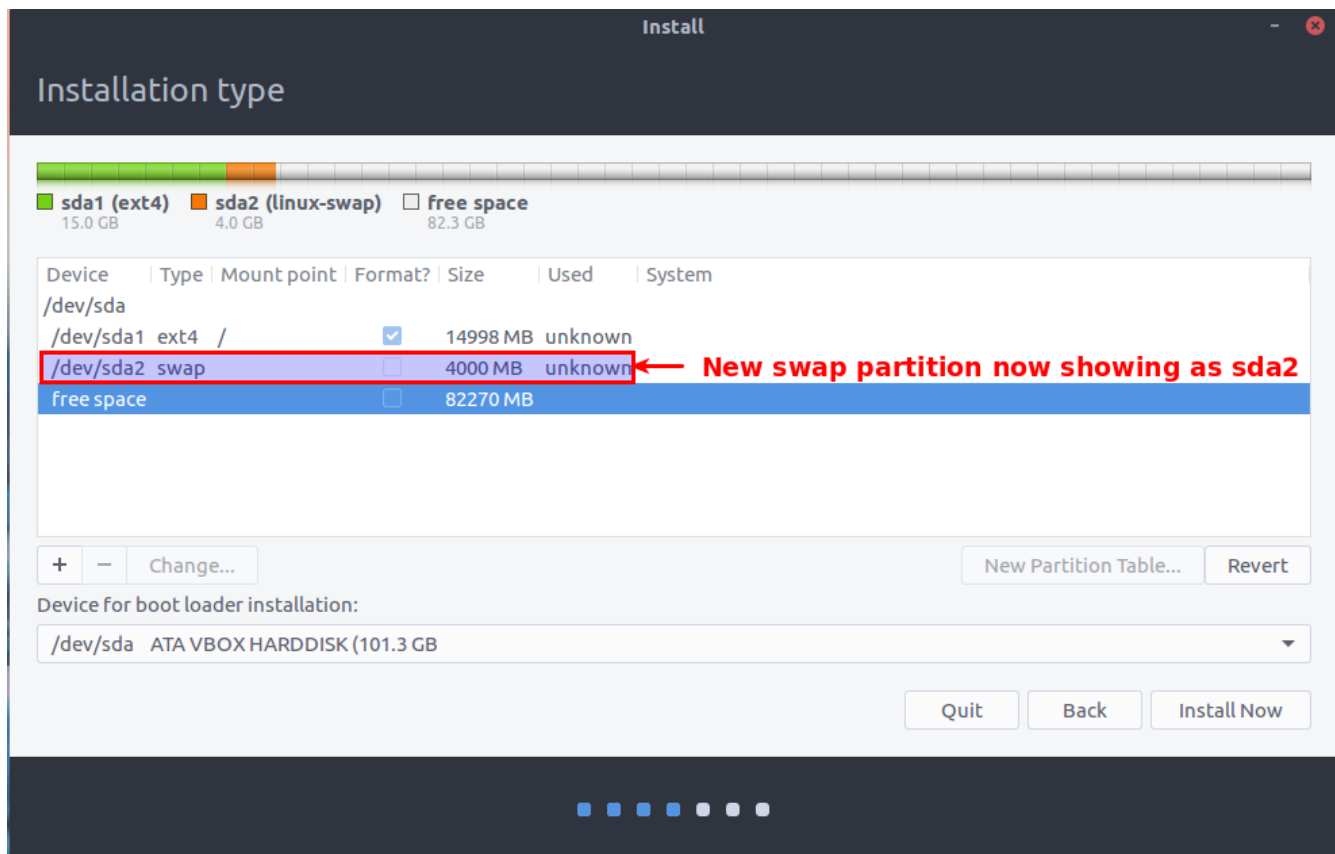 Install
Installation type
sda1 (ext4) sda2 (linux-swap) free space
15.0 GB 4.0 GB 82.3 GB
Device Type Mount point Format? Size Used System
/dev/sda
/dev/sda1 ext4 / 14998 MB unknown
/dev/sda2 swap 4000 MB unknown New swap partition now showing as sda2
free space 82270 MB
+ − Change... New Partition Table... Revert
Device for boot loader installation:
/dev/sda ATA VBOX HARDDISK (101.3 GB
Quit Back Install Now